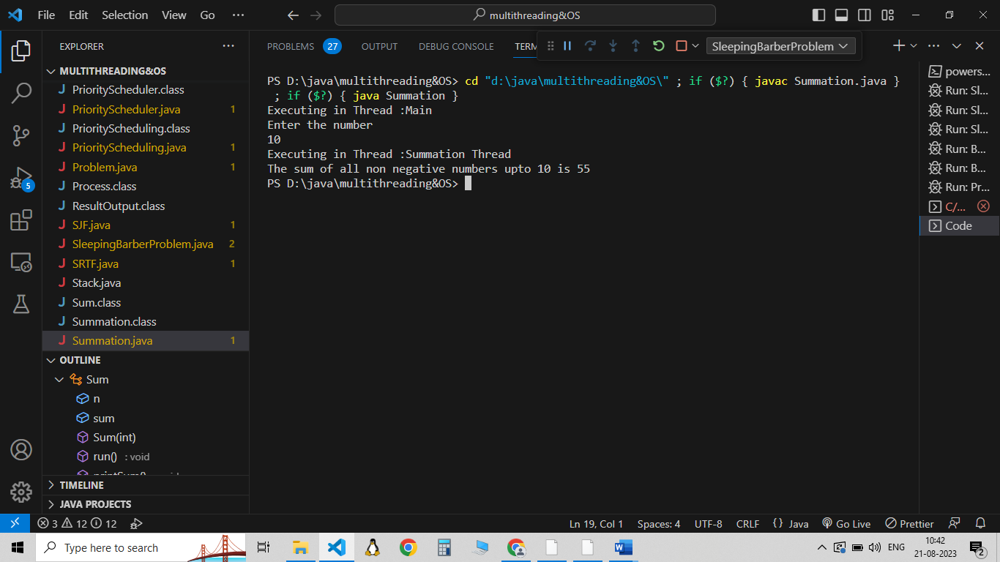 File Edit Selection View Go ··· multithreading&OS
EXPLORER ···
MULTITHREADING&OS
PriorityScheduler.class
PriorityScheduler.java 1
PriorityScheduling.class
PriorityScheduling.java 1
Problem.java 1
Process.class
ResultOutput.class
SJF.java 1
SleepingBarberProblem.java 2
SRTF.java 1
Stack.java
Sum.class
Summation.class
Summation.java 1
OUTLINE
Sum
n
sum
Sum(int)
run() : void
TIMELINE
JAVA PROJECTS
5
PROBLEMS 27 OUTPUT DEBUG CONSOLE TERM
SleepingBarberProblem
PS D:\java\multithreading&OS> cd "d:\java\multithreading&OS\" ; if ($?) { javac Summation.java }
; if ($?) { java Summation }
Executing in Thread :Main
Enter the number
10
Executing in Thread :Summation Thread
The sum of all non negative numbers upto 10 is 55
PS D:\java\multithreading&OS>
powers...
Run: Sl...
Run: Sl...
Run: Sl...
Run: B...
Run: B...
Run: Pr...
C/...
Code
3 12 12 Ln 19, Col 1 Spaces: 4 UTF-8 CRLF {} Java Go Live Prettier
Type here to search W ENG 10:42
21-08-2023 2